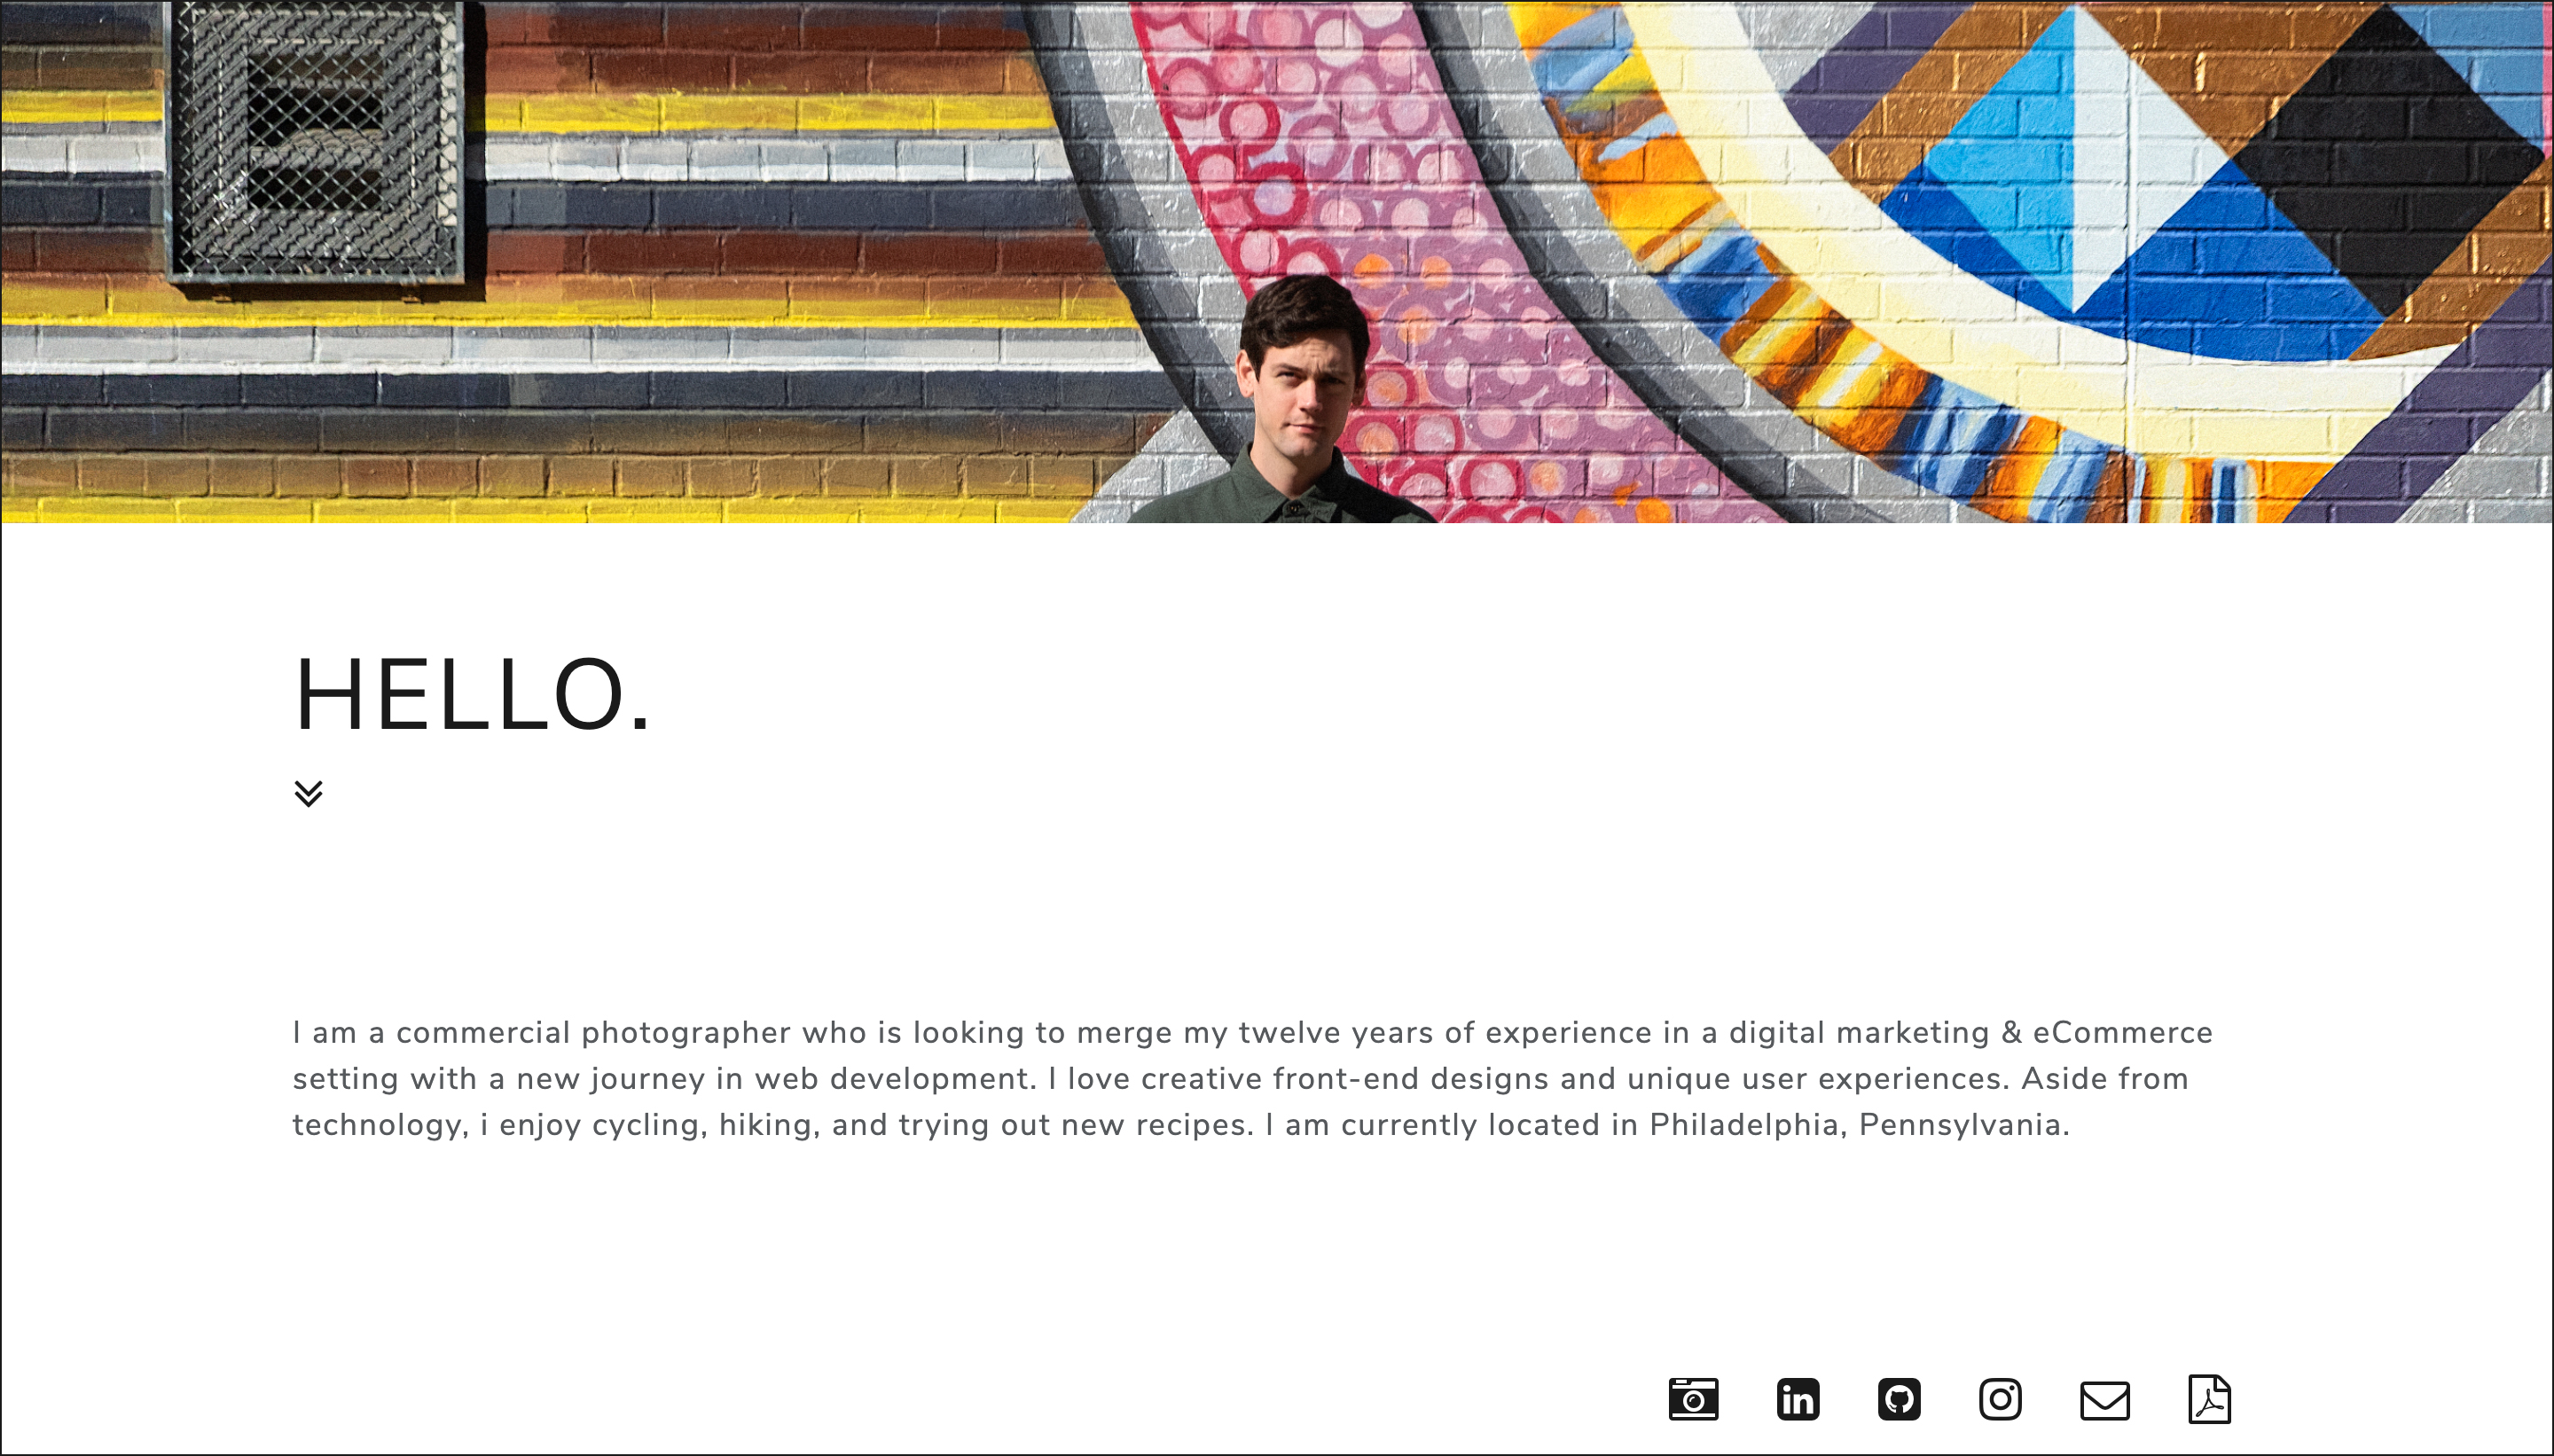 HELLO.
I am a commercial photographer who is looking to merge my twelve years of experience in a digital marketing & eCommerce
setting with a new journey in web development. I love creative front-end designs and unique user experiences. Aside from
technology, i enjoy cycling, hiking, and trying out new recipes. I am currently located in Philadelphia, Pennsylvania.
in